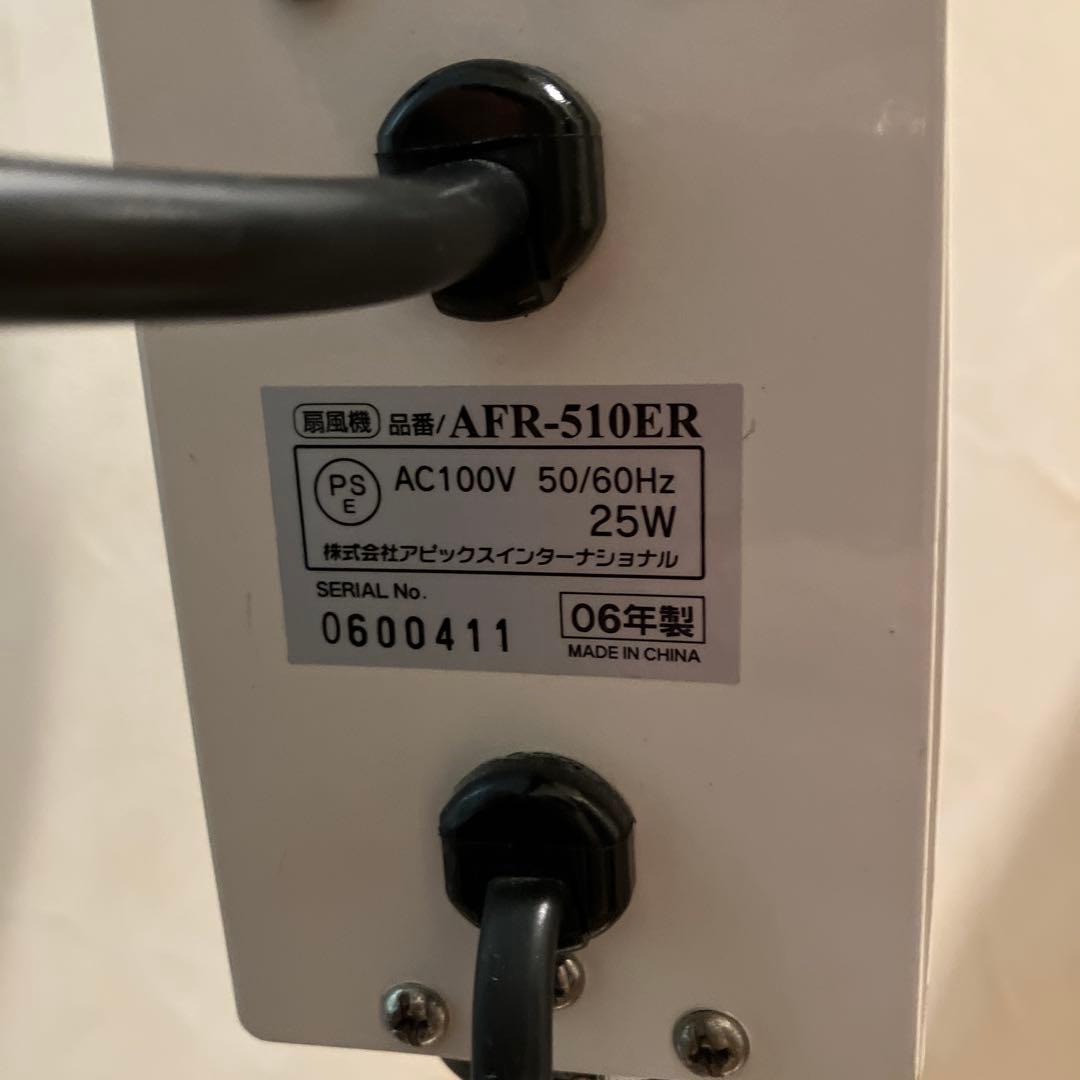 扇風機 品番/AFR-510ER
PS
E
AC100V 50/60Hz
25W
株式会社アピックスインターナショナル
SERIAL No.
0600411
06年製
MADE IN CHINA